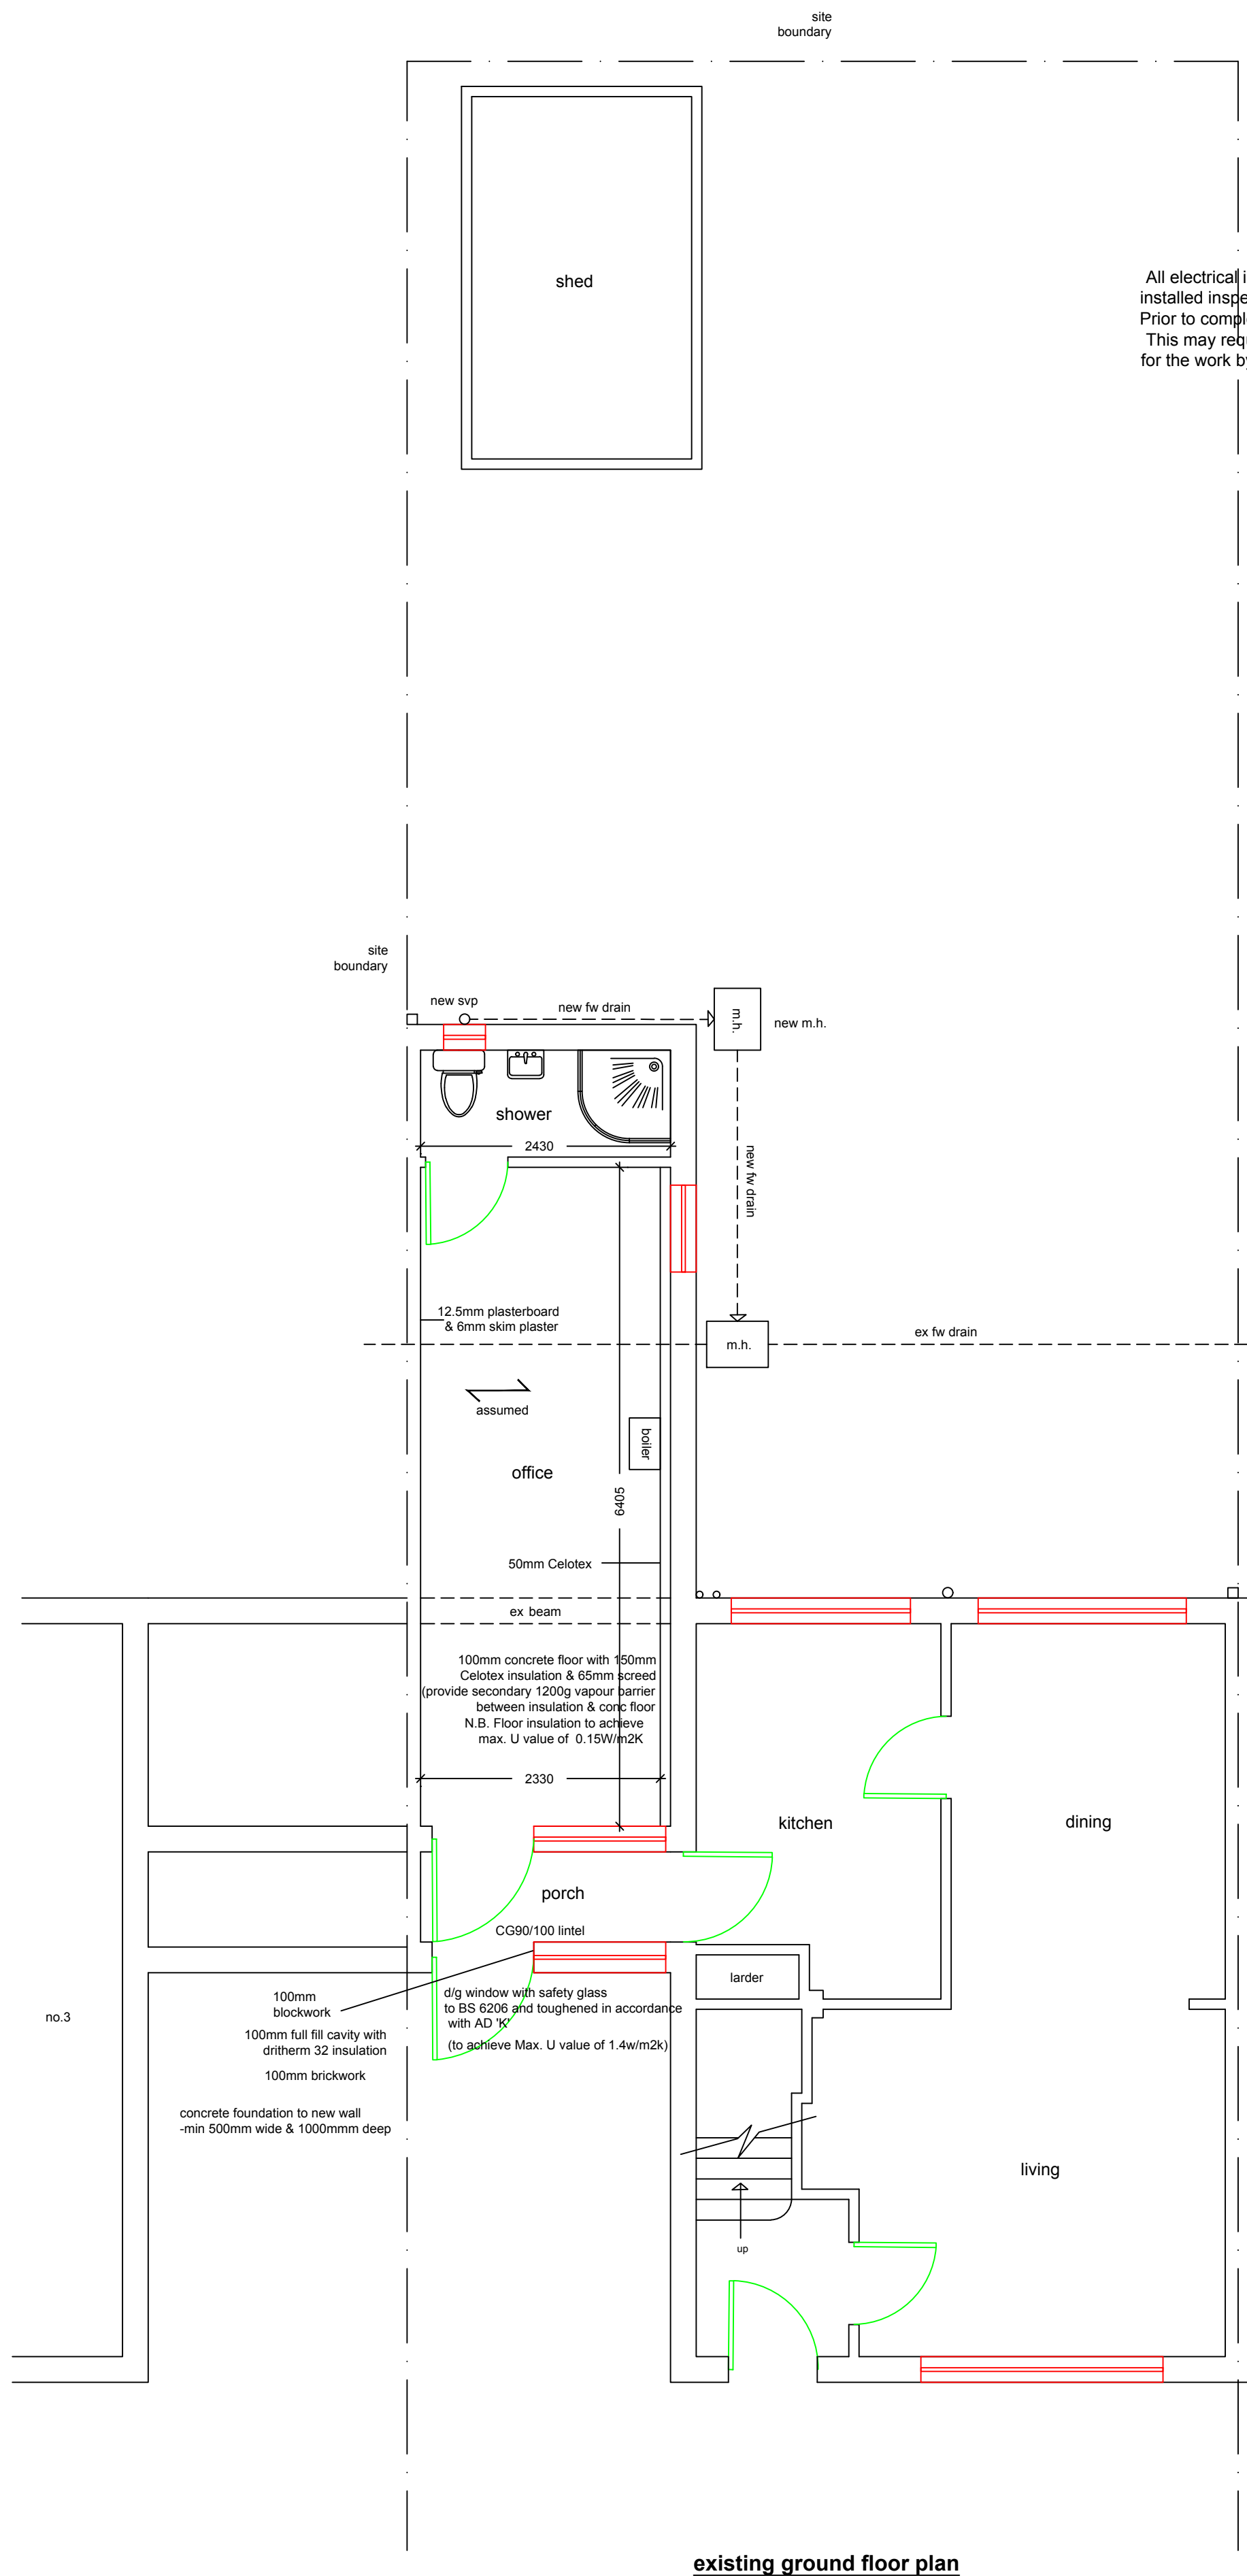 site
boundary
shed
All electrical
installed
Prior to
This may
for the work
site
boundary
new svp
new fw drain
m.h.
new m.h.
shower
2430
new fw drain
12.5mm plasterboard
& 6mm skim plaster
ex fw drain
m.h.
assumed
boiler
office
6405
50mm Celotex
ex beam
100mm concrete floor with 150mm
Celotex insulation & 65mm screed
(provide secondary 1200g vapour barrier
between insulation & conc floor
N.B. Floor insulation to achieve
max. U value of 0.15W/m2K
2330
kitchen
dining
porch
CG90/100 lintel
larder
100mm
blockwork
d/g window with safety glass
to BS 6206 and toughened in accordance
with AD 'K'
(to achieve Max. U value of 1.4w/m2k)
no.3
100mm full fill cavity with
dritherm 32 insulation
100mm brickwork
concrete foundation to new wall
-min 500mm wide & 1000mmm deep
living
up
existing ground floor plan